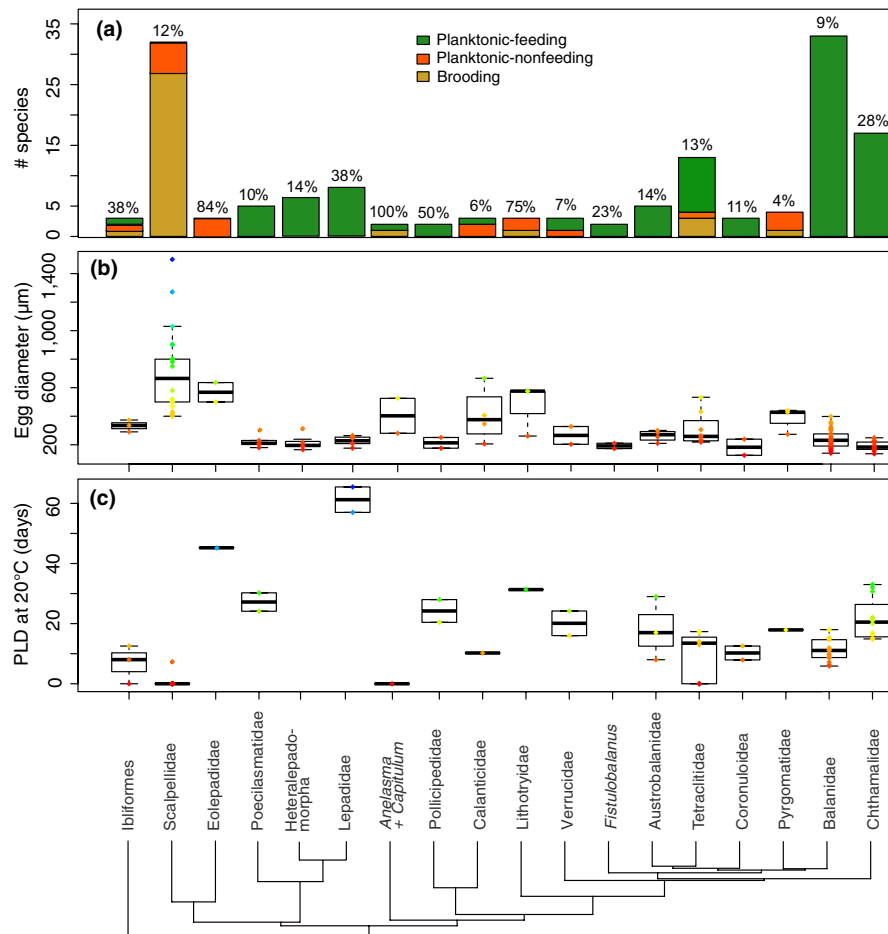 (a)
Planktonic-feeding
Planktonic-nonfeeding
Brooding
# species
35
25
15
5
0
38%
12%
84%
10%
14%
38%
100%
50%
6%
75%
7%
23%
14%
13%
11%
4%
9%
28%
(b)
Egg diameter (µm)
1,400
1,000
600
200
(c)
PLD at 20°C (days)
60
40
20
0
Ibliformes
Scalpellidae
Eolepadidae
Poecilasmatidae
Heteralepado-
morpha
Lepadidae
Anelasma
+ Capitulum
Pollicipedidae
Calanticidae
Lithotryidae
Verrucidae
Fistulobalanus
Austrobalanidae
Tetraclitidae
Coronuloidea
Pyrgomatidae
Balanidae
Chthamalidae